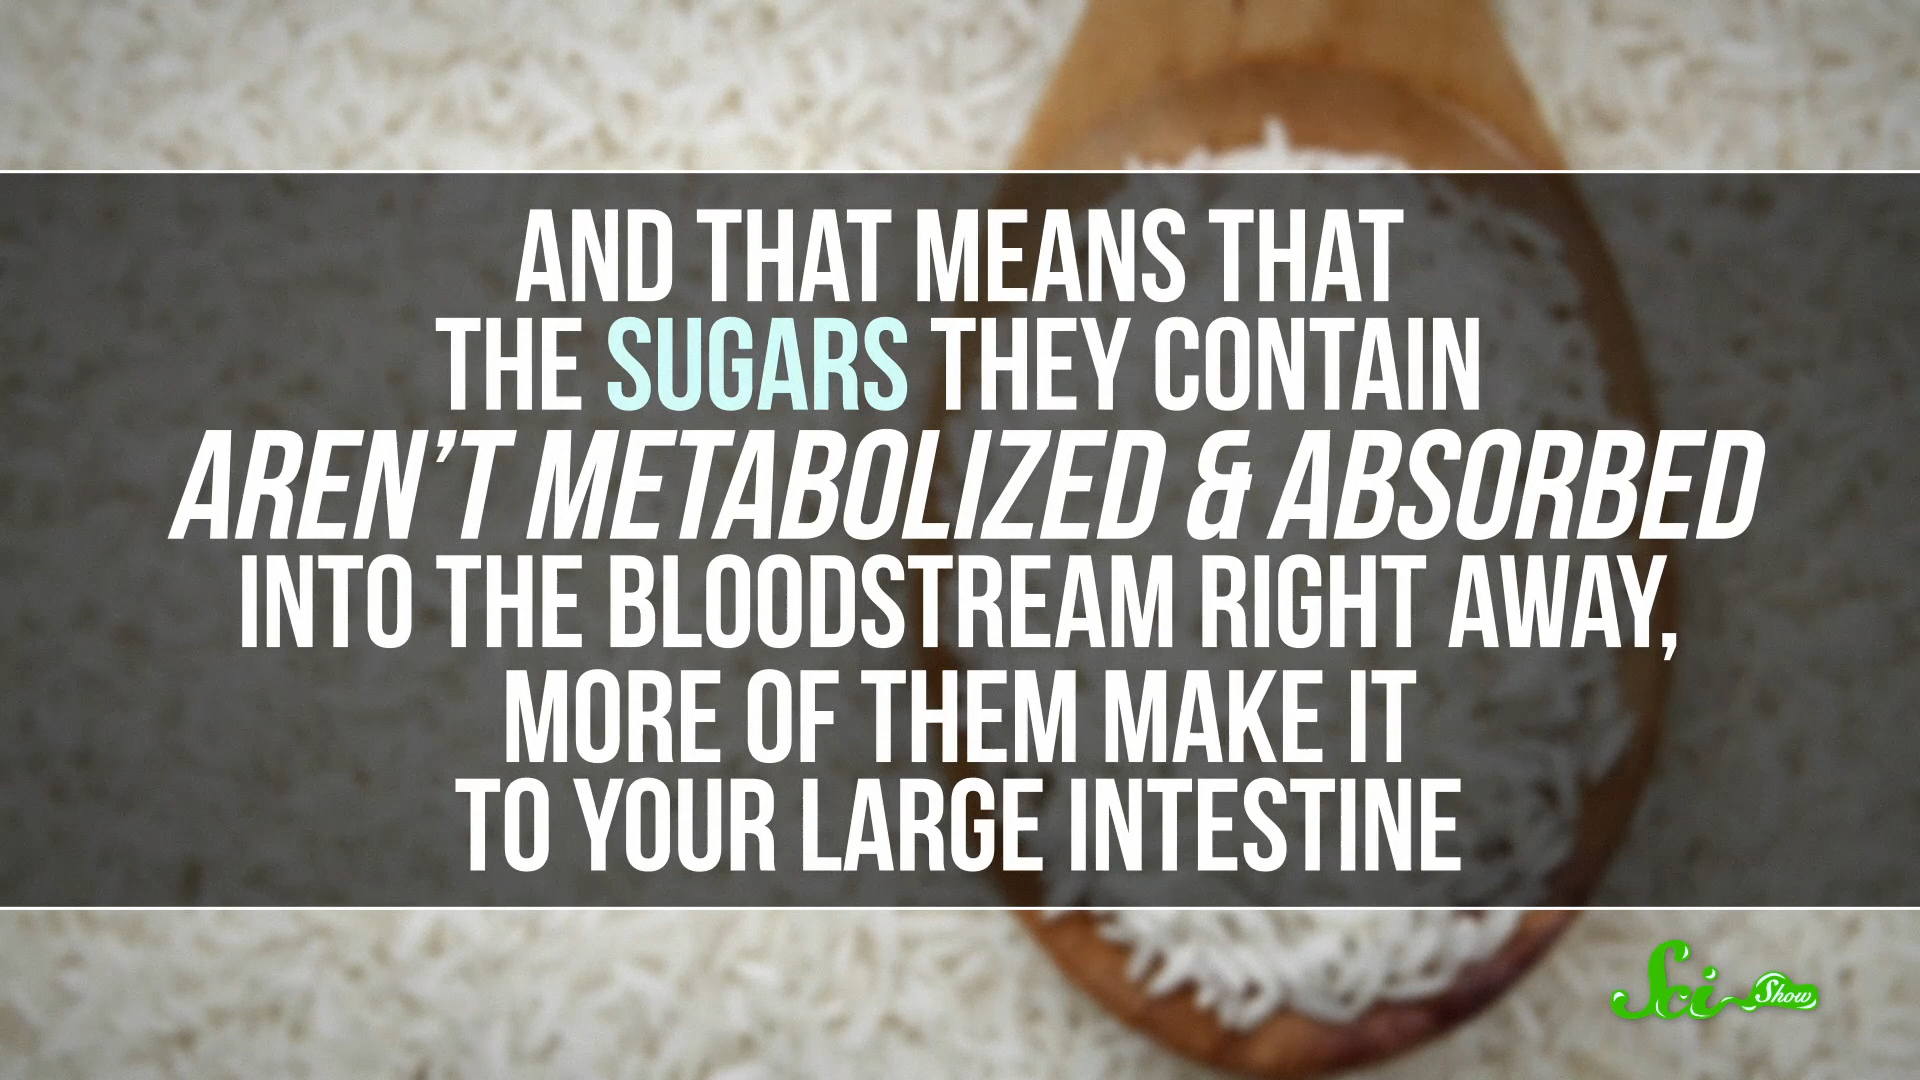 AND THAT MEANS THAT
THE SUGARS THEY CONTAIN
AREN'T METABOLIZED & ABSORBED
INTO THE BLOODSTREAM RIGHT AWAY,
MORE OF THEM MAKE IT
TO YOUR LARGE INTESTINE
Sci Show